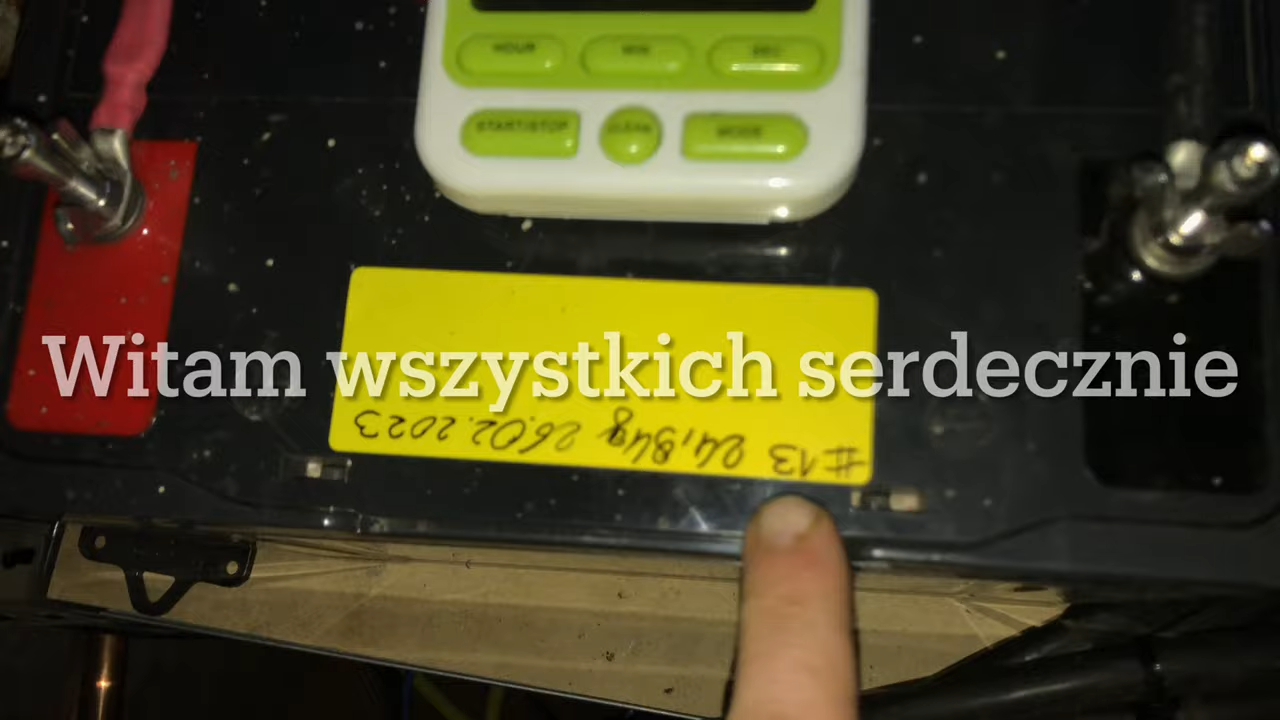 HOUR MIN SEC
START/STOP CLEAR MODE
Witam wszystkich serdecznie
#13 24,84g 26.02.2023